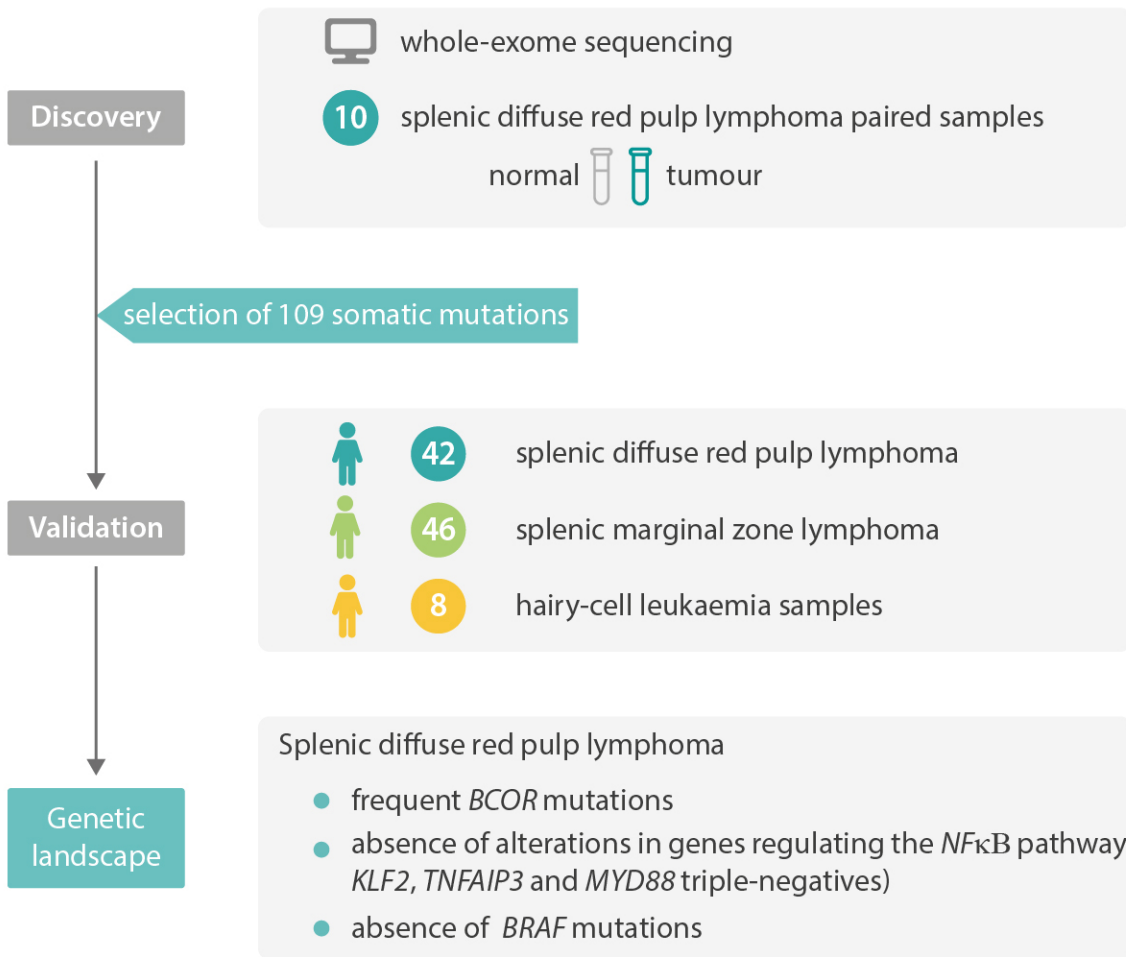 Discovery
whole-exome sequencing
10 splenic diffuse red pulp lymphoma paired samples
normal tumour
selection of 109 somatic mutations
Validation
42 splenic diffuse red pulp lymphoma
46 splenic marginal zone lymphoma
8 hairy-cell leukaemia samples
Genetic
landscape
Splenic diffuse red pulp lymphoma
frequent BCOR mutations
absence of alterations in genes regulating the NFκB pathway
KLF2, TNFAIP3 and MYD88 triple-negatives)
absence of BRAF mutations